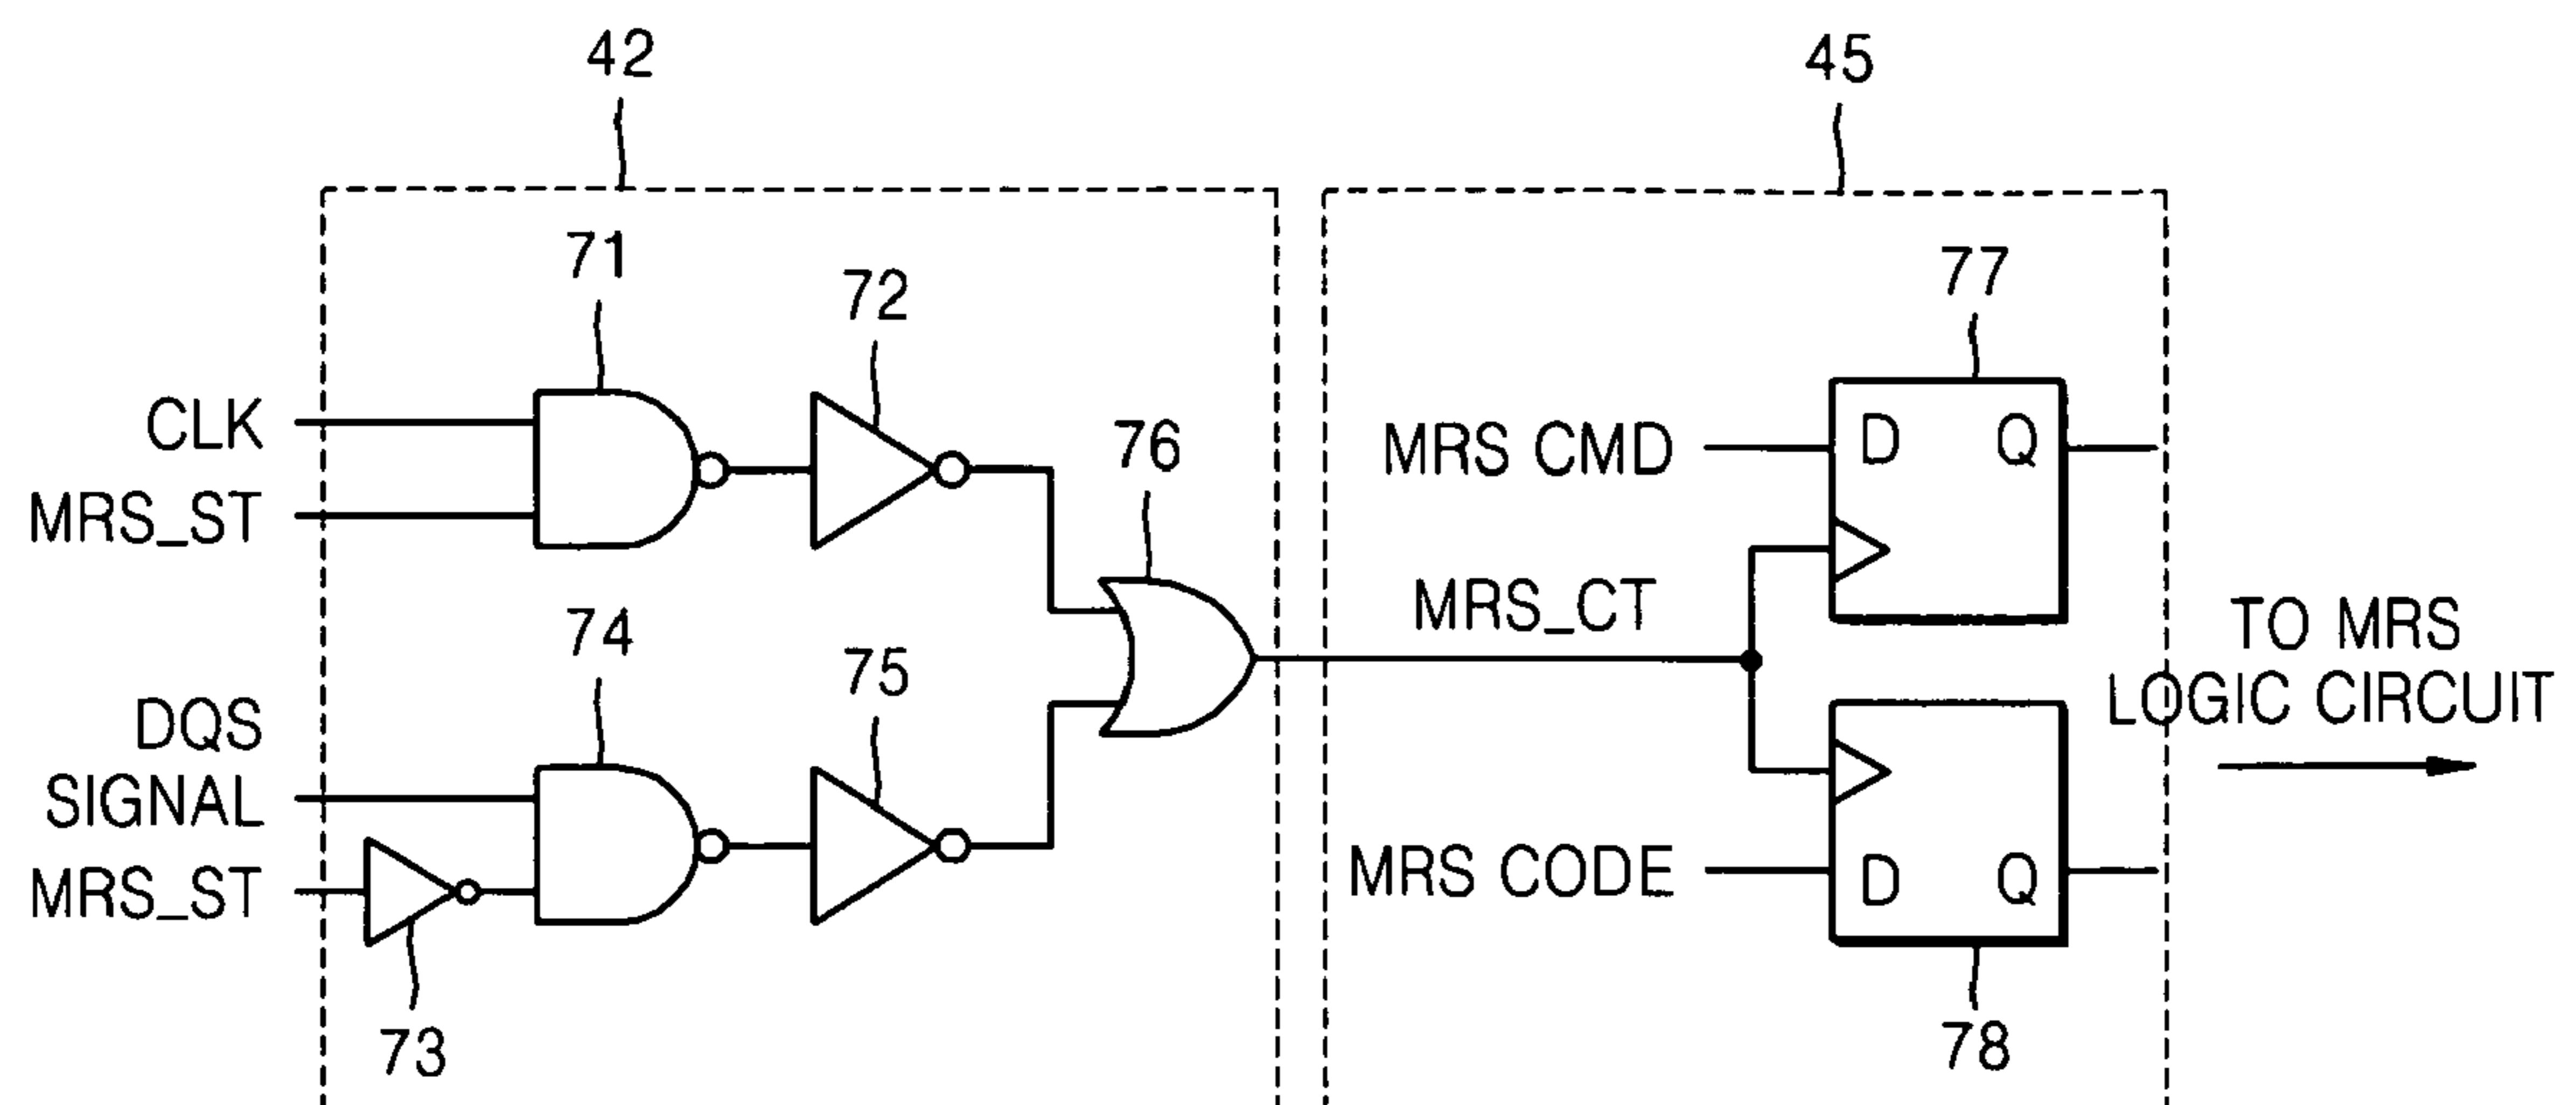 42
45
71
72
77
CLK
MRS_ST
76
MRS CMD
D
Q
MRS_CT
74
75
DQS
SIGNAL
MRS_ST
73
MRS CODE
D
Q
78
TO MRS
LOGIC CIRCUIT